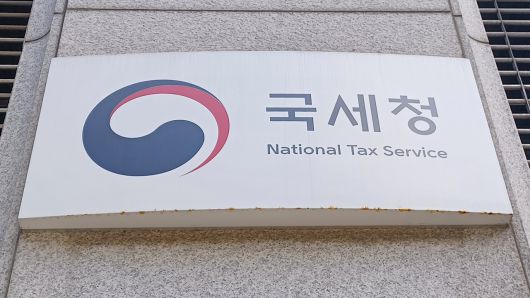 국세청
National Tax Service